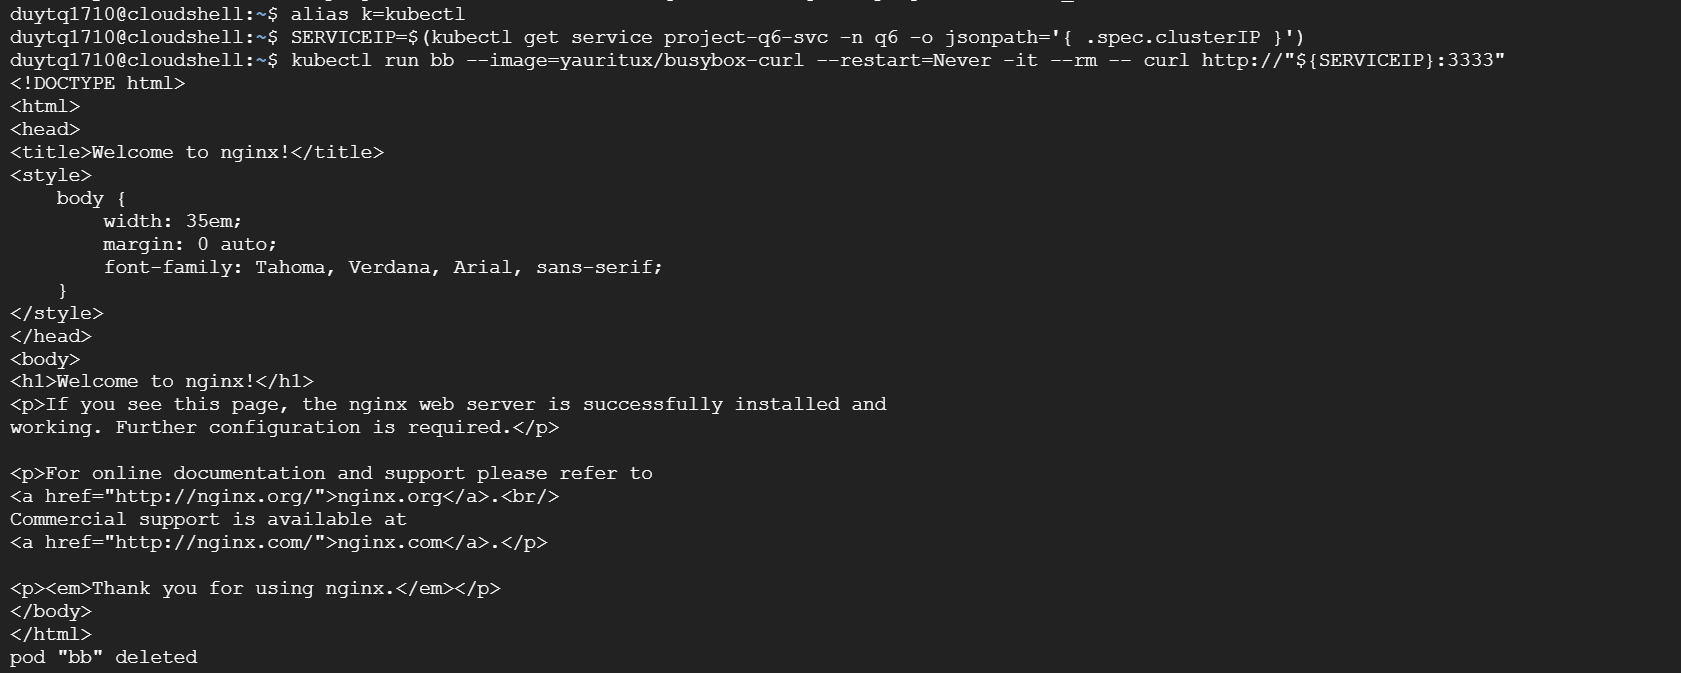 duytq1710@cloudshell:~$ alias k=kubectl
duytq1710@cloudshell:~$ SERVICEIP=$(kubectl get service project-q6-svc -n q6 -o jsonpath='{ .spec.clusterIP }')
duytq1710@cloudshell:~$ kubectl run bb --image=yauritux/busybox-curl --restart=Never -it --rm -- curl http://"${SERVICEIP}:3333"
<!DOCTYPE html>
<html>
<head>
<title>Welcome to nginx!</title>
<style>
    body {
        width: 35em;
        margin: 0 auto;
        font-family: Tahoma, Verdana, Arial, sans-serif;
    }
</style>
</head>
<body>
<h1>Welcome to nginx!</h1>
<p>If you see this page, the nginx web server is successfully installed and
working. Further configuration is required.</p>

<p>For online documentation and support please refer to
<a href="http://nginx.org/">nginx.org</a>.<br/>
Commercial support is available at
<a href="http://nginx.com/">nginx.com</a>.</p>

<p><em>Thank you for using nginx.</em></p>
</body>
</html>
pod "bb" deleted